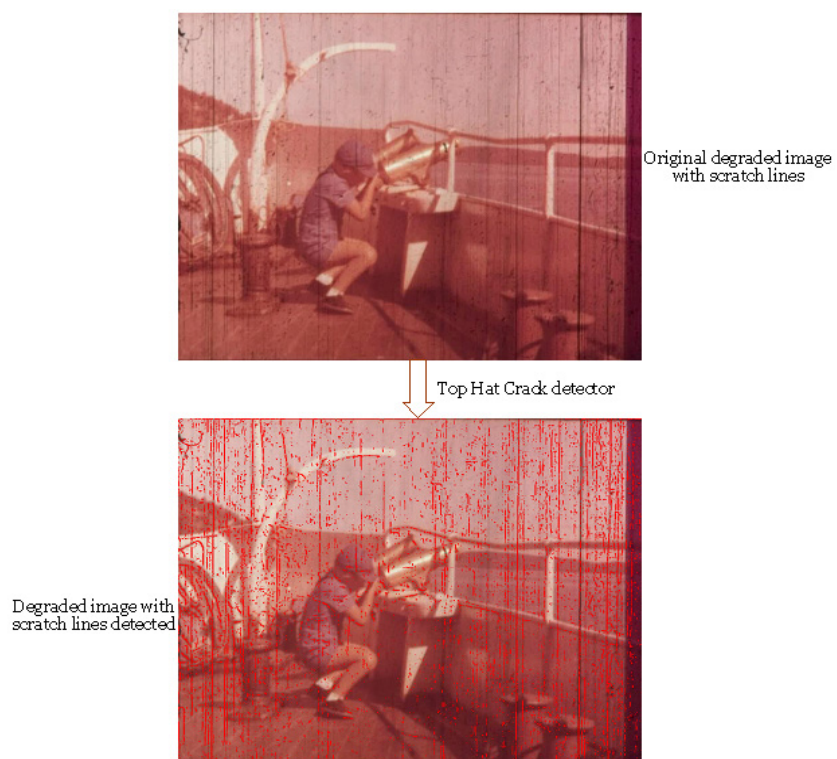 Original degraded image
with scratch lines
Top Hat Crack detector
Degraded image with
scratch lines detected